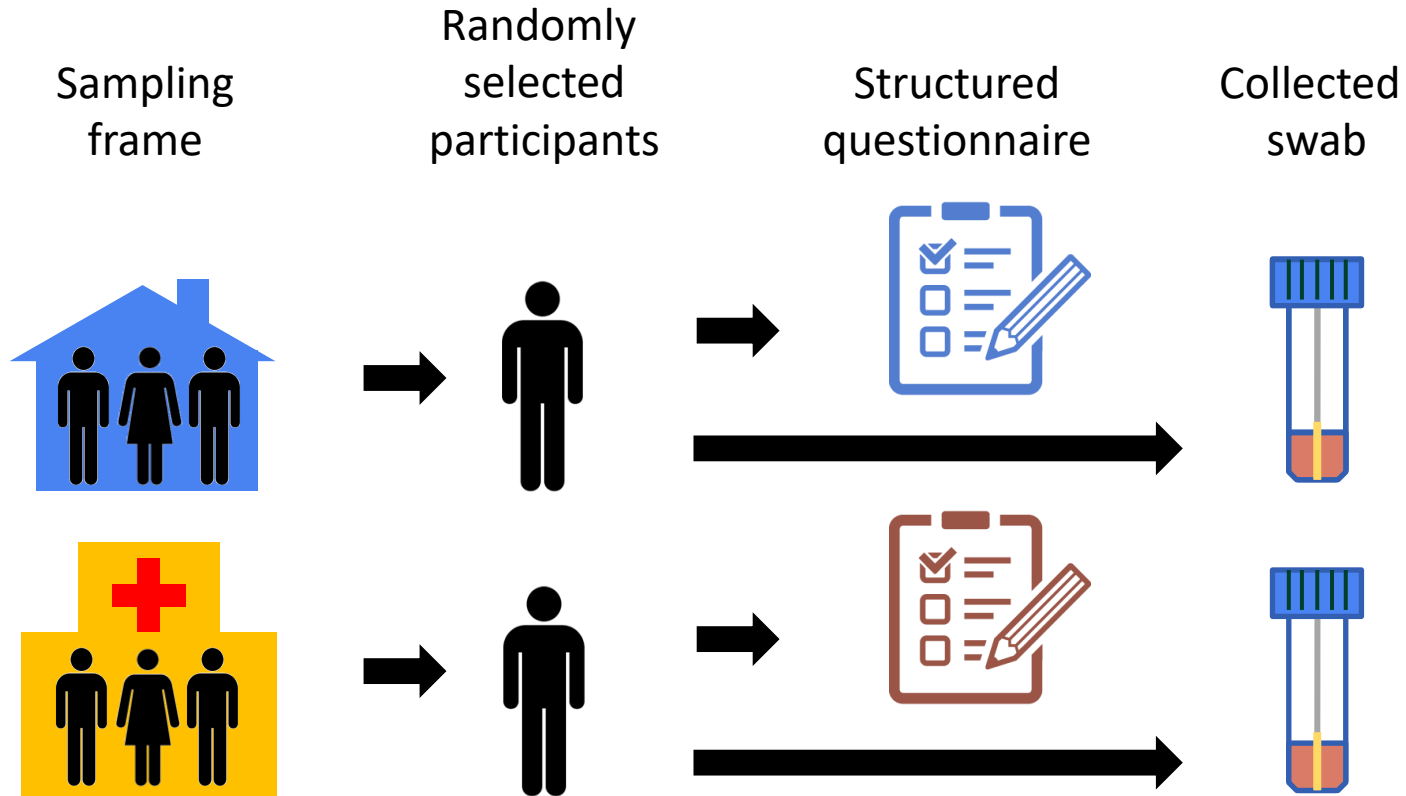 Sampling
frame
Randomly
selected
participants
Structured
questionnaire
Collected
swab